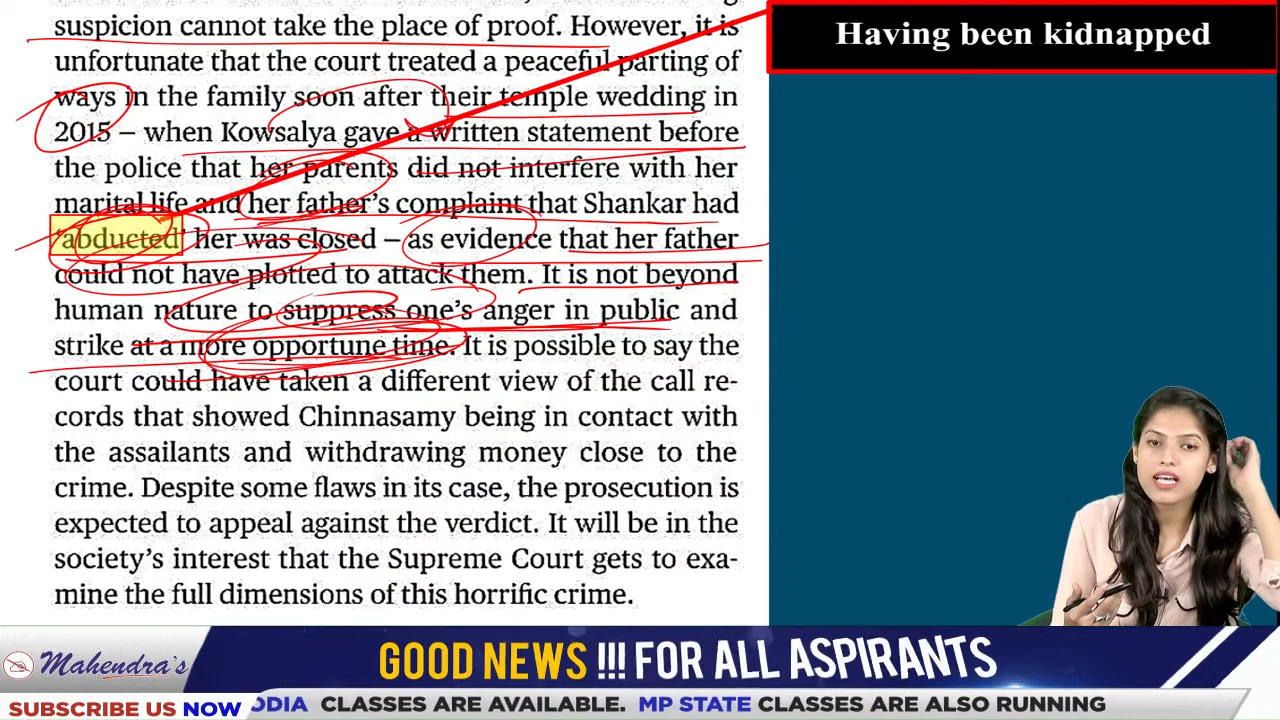 suspicion cannot take the place of proof. However, it is
unfortunate that the court treated a peaceful parting of
ways in the family soon after their temple wedding in
2015 – when Kowsalya gave a written statement before
the police that her parents did not interfere with her
marital life and her father's complaint that Shankar had
'abducted' her was closed – as evidence that her father
could not have plotted to attack them. It is not beyond
human nature to suppress one's anger in public and
strike at a more opportune time. It is possible to say the
court could have taken a different view of the call re-
cords that showed Chinnasamy being in contact with
the assailants and withdrawing money close to the
crime. Despite some flaws in its case, the prosecution is
expected to appeal against the verdict. It will be in the
society's interest that the Supreme Court gets to exa-
mine the full dimensions of this horrific crime.
Having been kidnapped
Mahendra's
GOOD NEWS !!! FOR ALL ASPIRANTS
SUBSCRIBE US NOW
ODIA CLASSES ARE AVAILABLE. MP STATE CLASSES ARE ALSO RUNNING